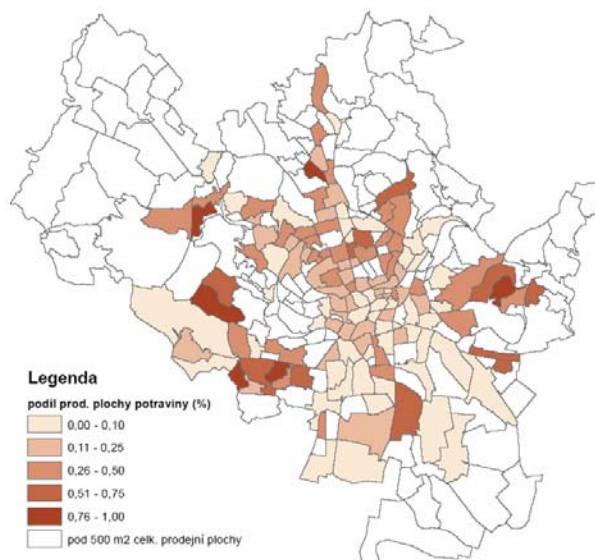 Legenda
podíl prod. plochy potraviny (%)
0,00 - 0,10
0,11 - 0,25
0,26 - 0,50
0,51 - 0,75
0,76 - 1,00
pod 500 m2 celk. prodejní plochy